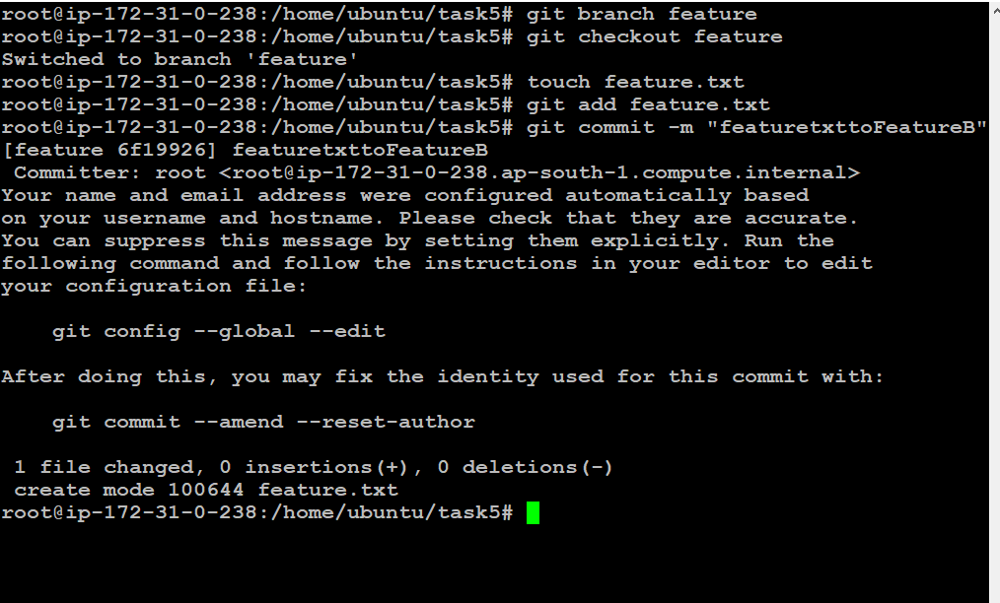 root@ip-172-31-0-238:/home/ubuntu/task5# git branch feature
root@ip-172-31-0-238:/home/ubuntu/task5# git checkout feature
Switched to branch 'feature'
root@ip-172-31-0-238:/home/ubuntu/task5# touch feature.txt
root@ip-172-31-0-238:/home/ubuntu/task5# git add feature.txt
root@ip-172-31-0-238:/home/ubuntu/task5# git commit -m "featuretxttoFeatureB"
[feature 6f19926] featuretxttoFeatureB
 Committer: root <root@ip-172-31-0-238.ap-south-1.compute.internal>
Your name and email address were configured automatically based
on your username and hostname. Please check that they are accurate.
You can suppress this message by setting them explicitly. Run the
following command and follow the instructions in your editor to edit
your configuration file:

    git config --global --edit

After doing this, you may fix the identity used for this commit with:

    git commit --amend --reset-author

 1 file changed, 0 insertions(+), 0 deletions(-)
 create mode 100644 feature.txt
root@ip-172-31-0-238:/home/ubuntu/task5#